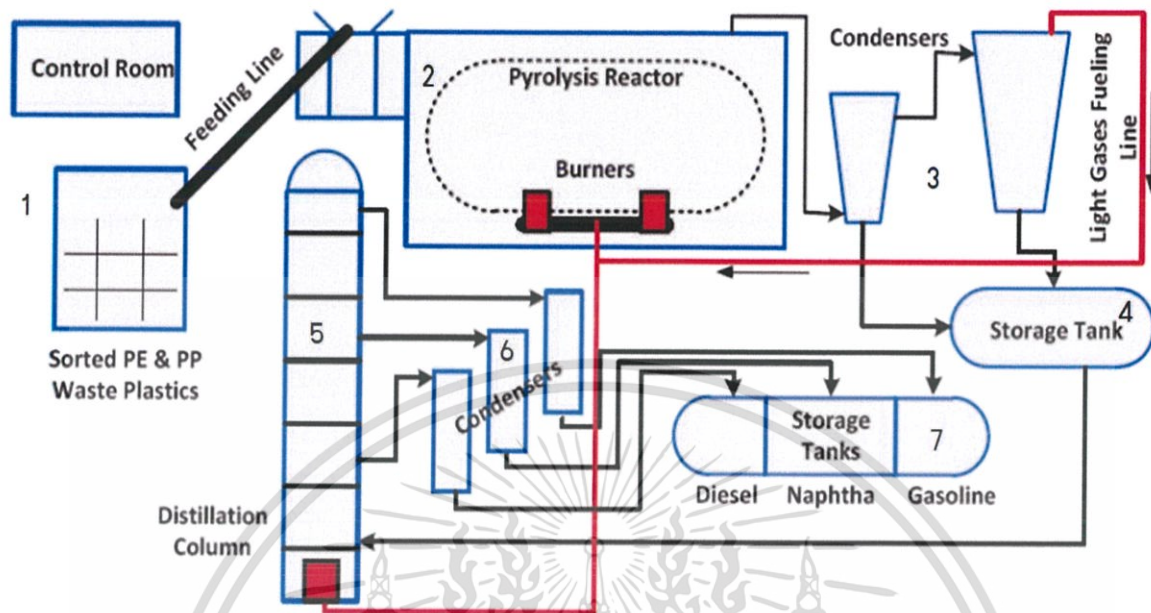 Control Room
Feeding Line
2
Pyrolysis Reactor
Burners
Condensers
3
Light Gases Fueling
Line
1
Sorted PE & PP
Waste Plastics
4
Storage Tank
5
6
Condensers
Storage
Tanks
7
Diesel
Naphtha
Gasoline
Distillation
Column